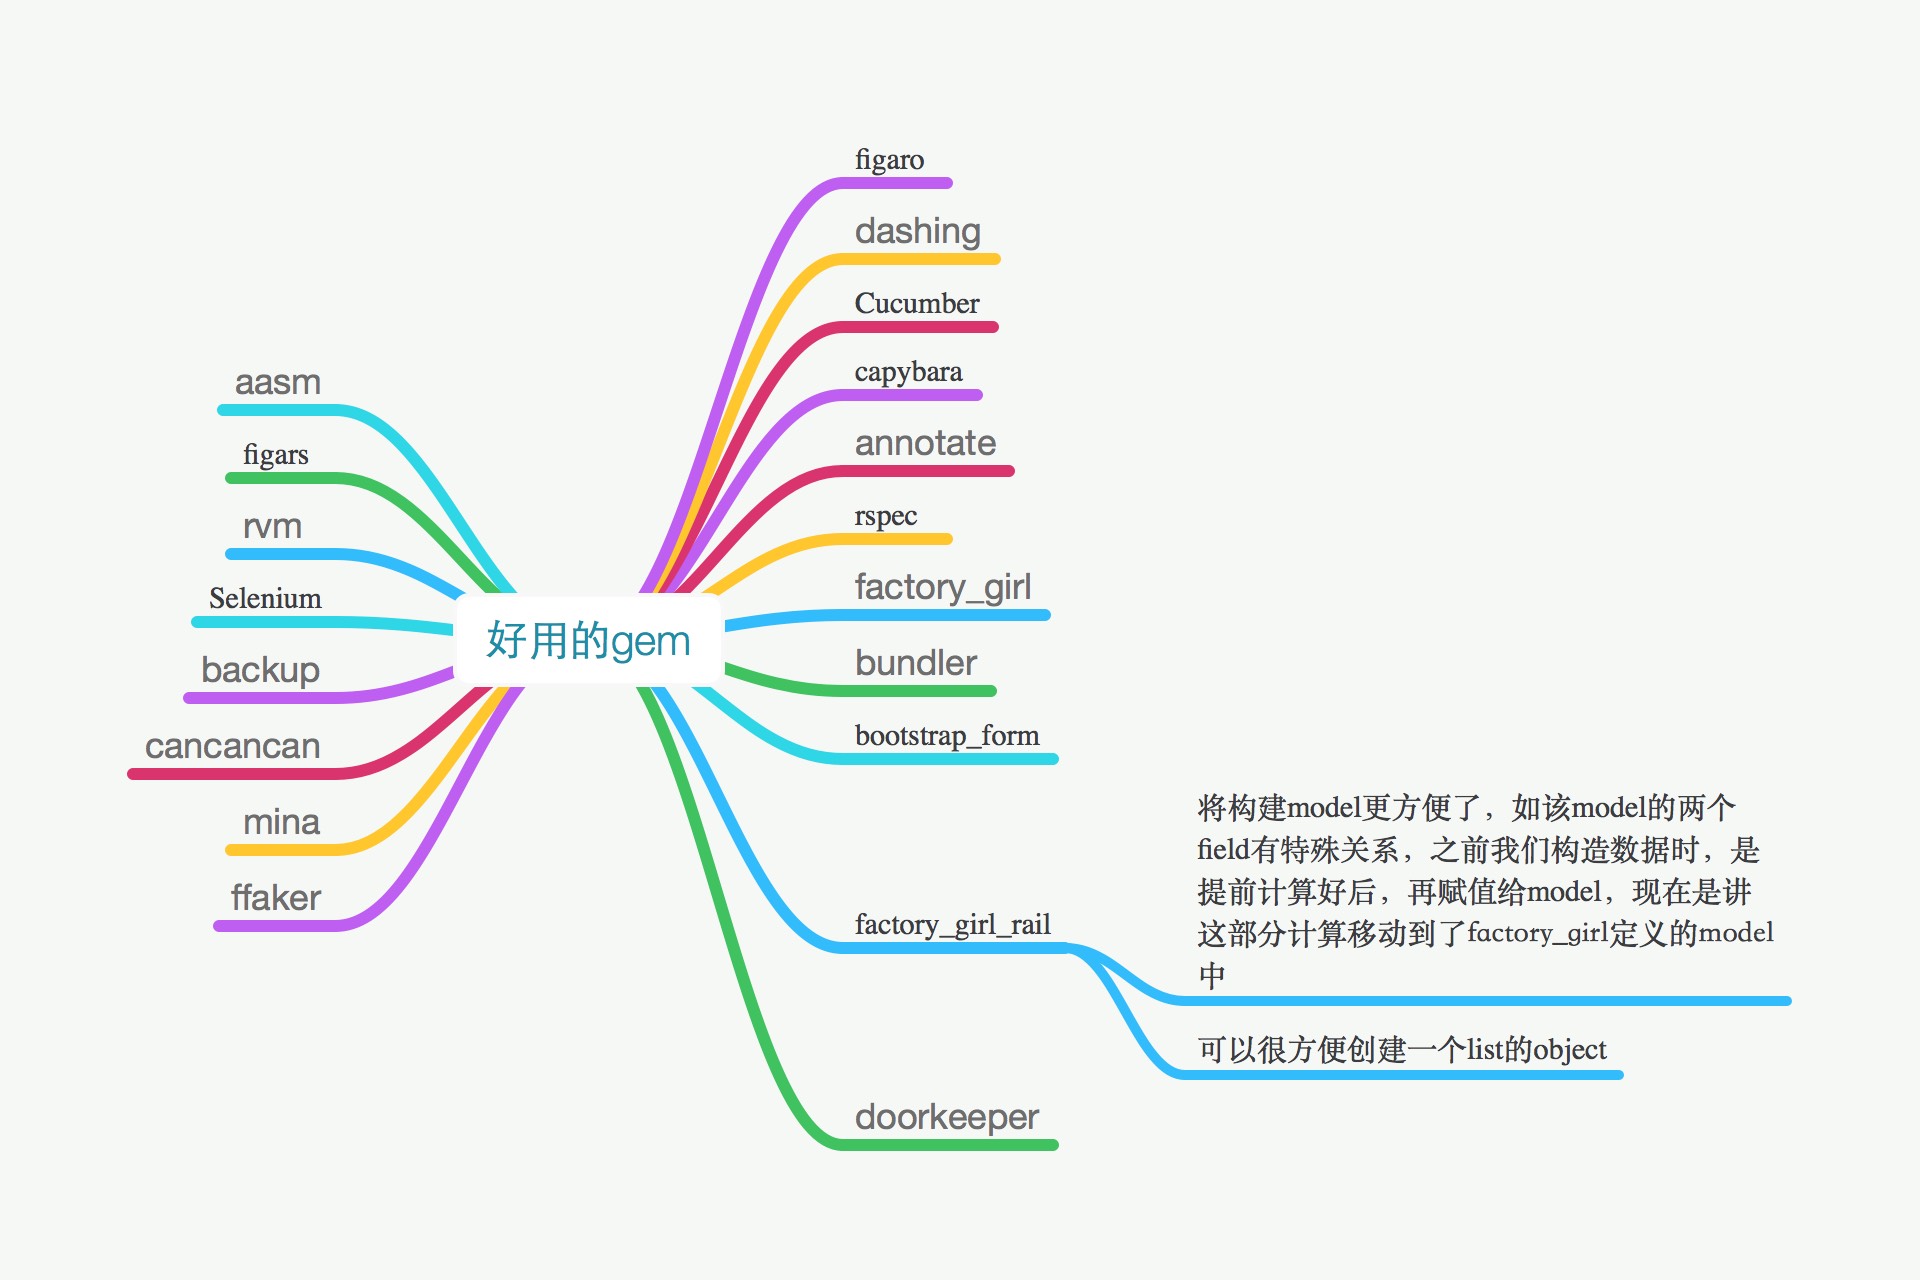 figaro
dashing
Cucumber
capybara
annotate
rspec
factory_girl
bundler
bootstrap_form
factory_girl_rail
将构建model更方便了，如该model的两个
field有特殊关系，之前我们构造数据时，是
提前计算好后，再赋值给model，现在是讲
这部分计算移动到了factory_girl定义的model
中
可以很方便创建一个list的object
doorkeeper
好用的gem
aasm
figars
rvm
Selenium
backup
cancancan
mina
ffaker